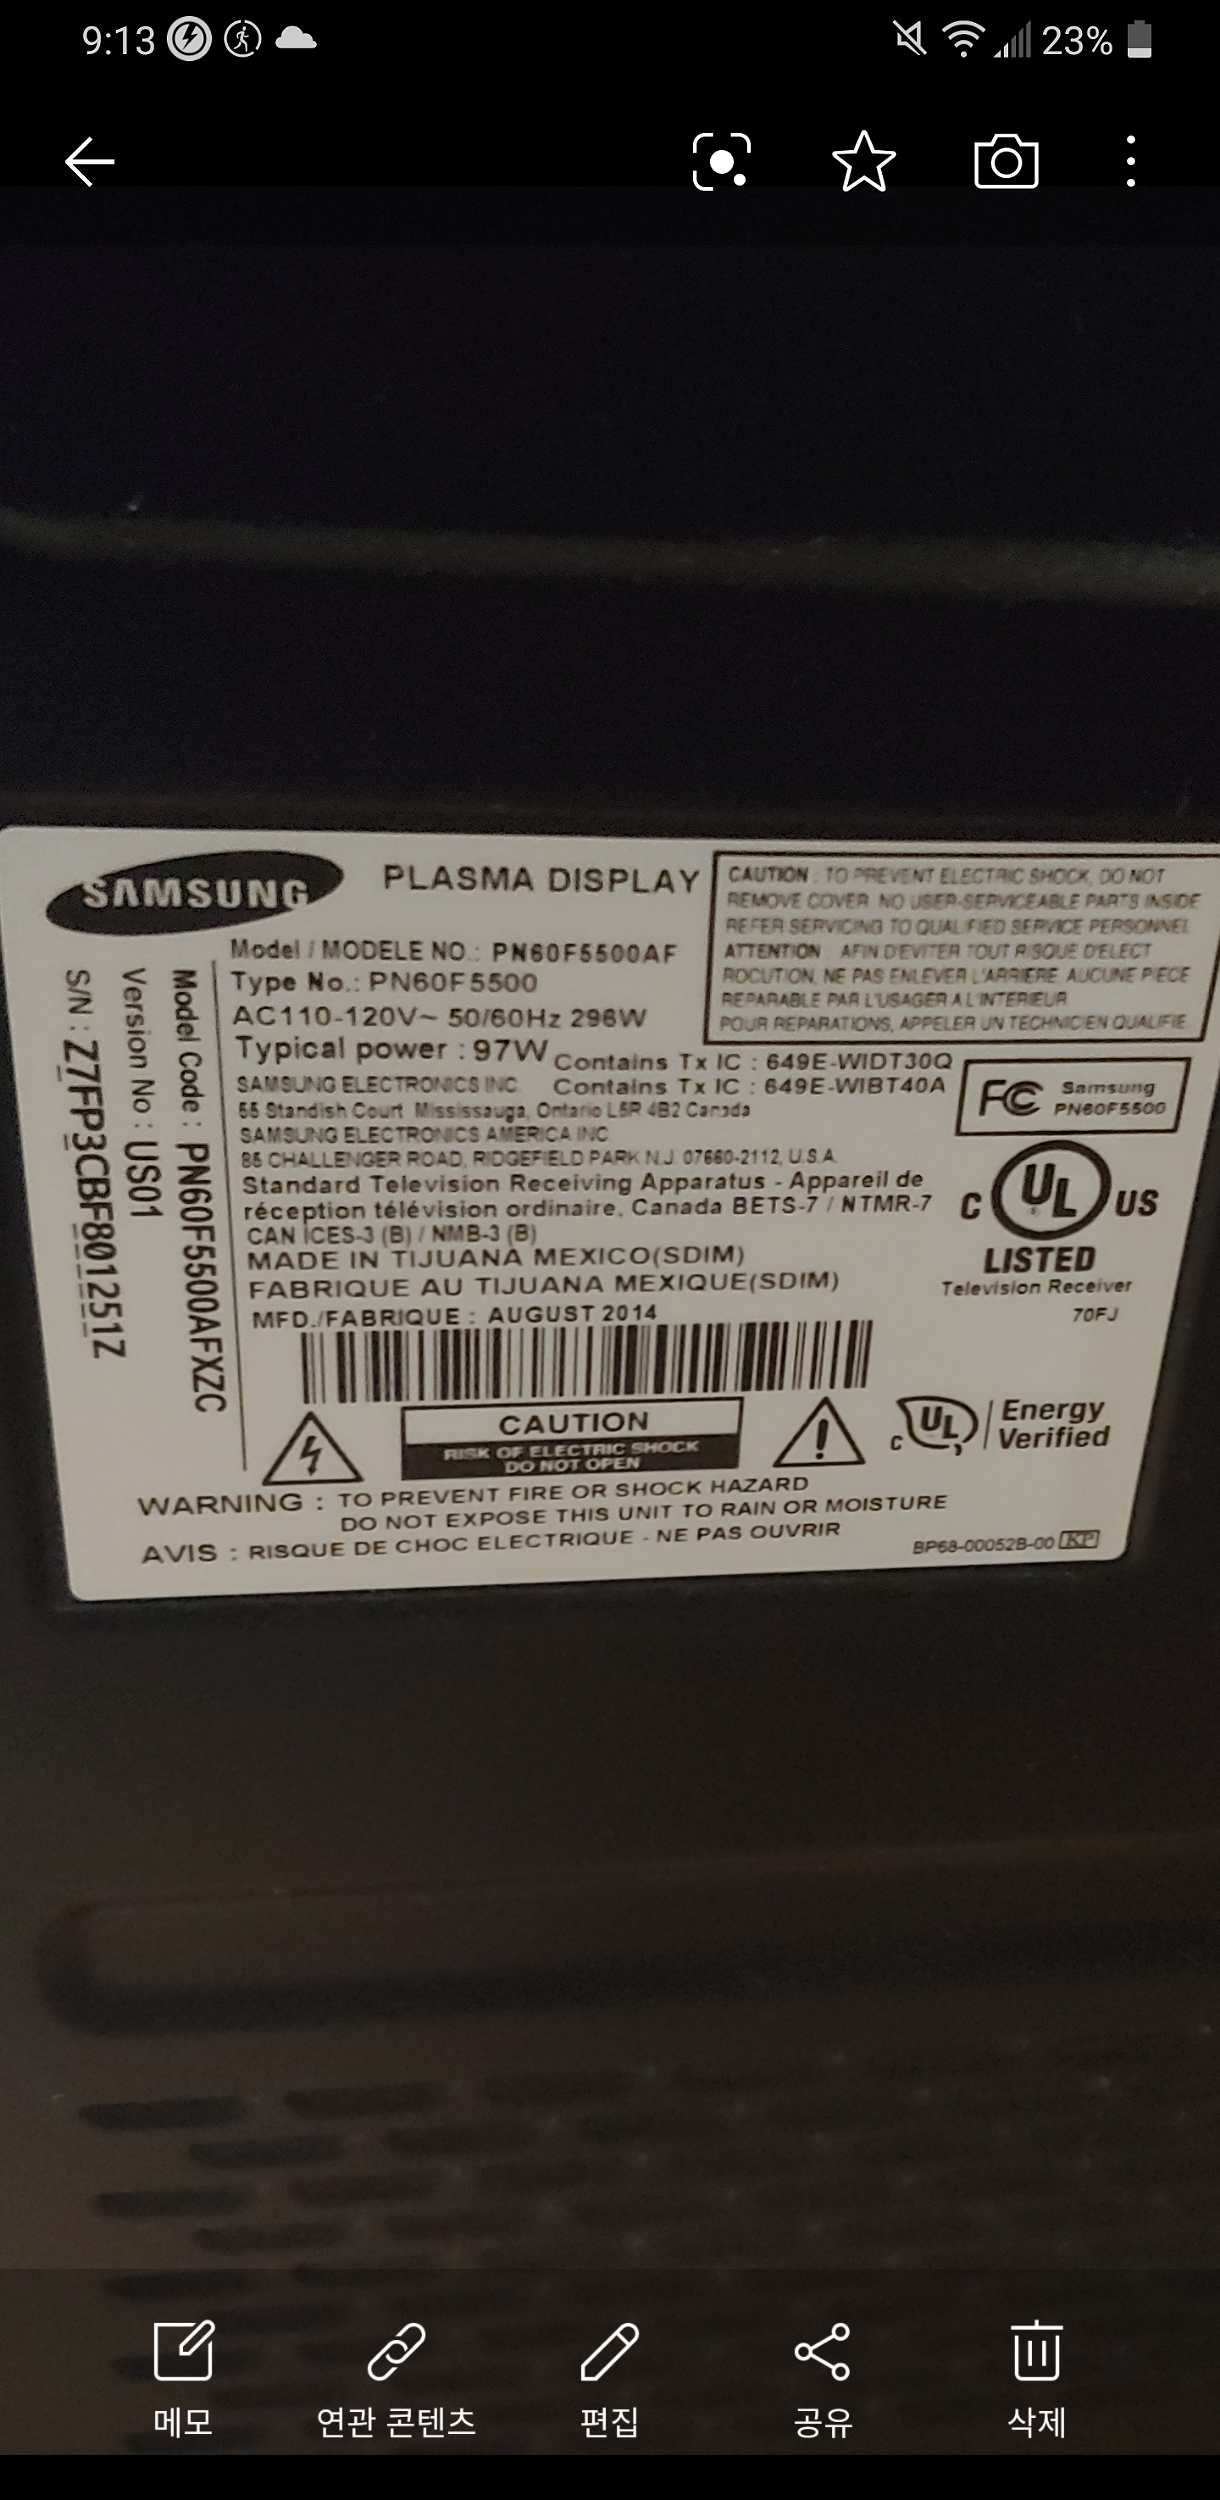 9:13
23%
SAMSUNG
PLASMA DISPLAY
Model / MODELE NO.: PN60F5500AF
Type No.: PN60F5500
AC110-120V~ 50/60Hz 296W
Typical power : 97W
Contains Tx IC : 649E-WIDT30Q
SAMSUNG ELECTRONICS INC.
Contains Tx IC : 649E-WIBT40A
55 Standish Court Mississauga, Ontario L5R 4B2 Canada
SAMSUNG ELECTRONICS AMERICA INC.
85 CHALLENGER ROAD, RIDGEFIELD PARK N.J. 07660-2112, U.S.A.
Standard Television Receiving Apparatus - Appareil de
réception télévision ordinaire, Canada BETS-7 / NTMR-7
CAN ICES-3 (B) / NMB-3 (B)
MADE IN TIJUANA MEXICO(SDIM)
FABRIQUE AU TIJUANA MEXIQUE(SDIM)
MFD./FABRIQUE : AUGUST 2014
CAUTION : TO PREVENT ELECTRIC SHOCK, DO NOT
REMOVE COVER. NO USER-SERVICEABLE PARTS INSIDE
REFER SERVICING TO QUALIFIED SERVICE PERSONNEL
ATTENTION : AFIN D'EVITER TOUT RISQUE D'ELECT
ROCUTION, NE PAS ENLEVER L'ARRIERE. AUCUNE PIECE
REPARABLE PAR L'USAGER A L'INTERIEUR
POUR REPARATIONS, APPELER UN TECHNICIEN QUALIFIE.
FC
Samsung
PN60F5500
C UL US
LISTED
Television Receiver
70FJ
Model Code : PN60F5500AFXZC
Version No : US01
S/N : Z7FP3CBF801251Z
CAUTION
RISK OF ELECTRIC SHOCK
DO NOT OPEN
C UL
Energy
Verified
WARNING : TO PREVENT FIRE OR SHOCK HAZARD
DO NOT EXPOSE THIS UNIT TO RAIN OR MOISTURE
AVIS : RISQUE DE CHOC ELECTRIQUE - NE PAS OUVRIR
BP68-00052B-00 KP
메모
연관 콘텐츠
편집
공유
삭제